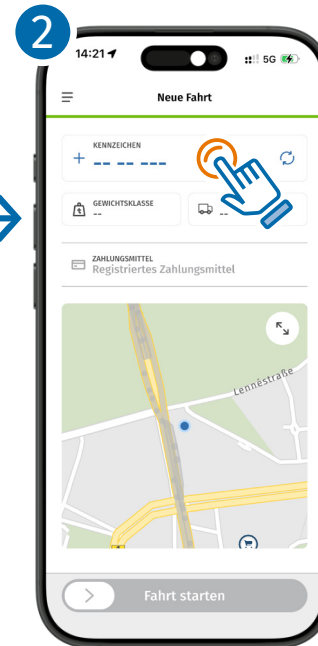 2
14:21
5G
Neue Fahrt
KENNZEICHEN
+ -- -- ---
GEWICHTSKLASSE
--
--
ZAHLUNGSMITTEL
Registriertes Zahlungsmittel
Lennéstraße
Fahrt starten